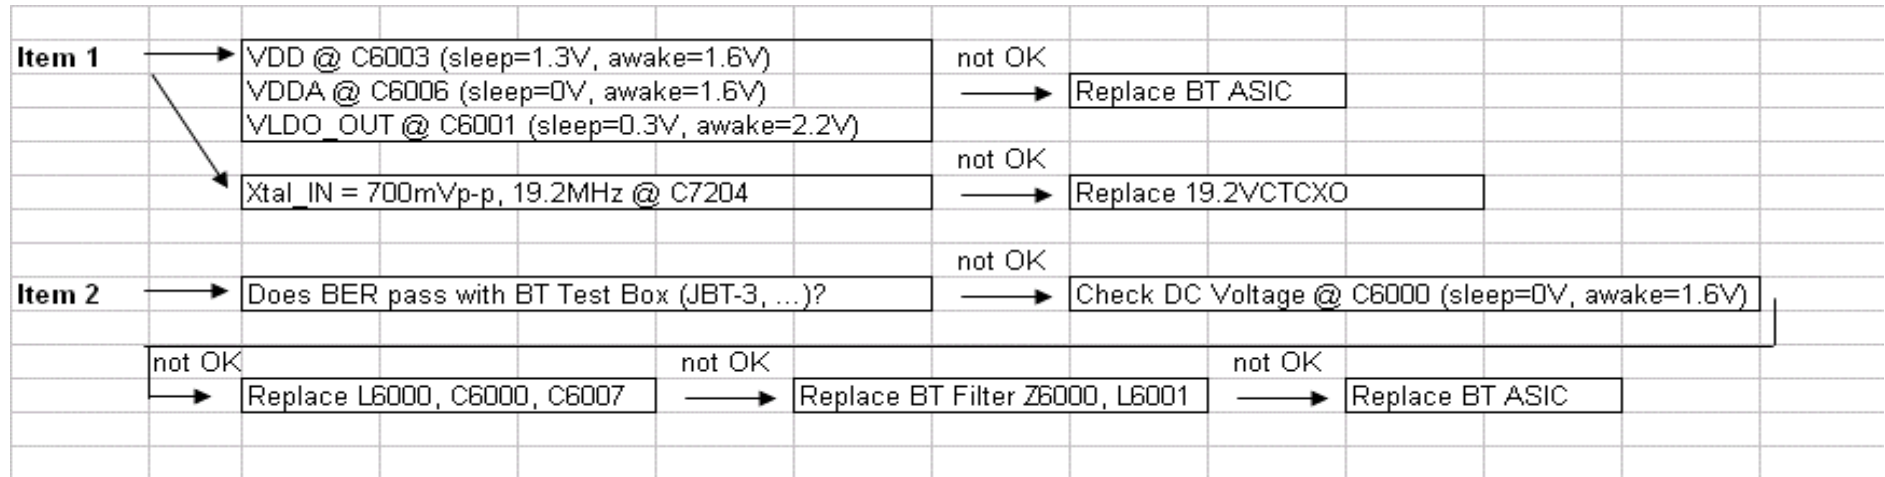 Item 1
VDD @ C6003 (sleep=1.3V, awake=1.6V)
not OK
VDDA @ C6006 (sleep=0V, awake=1.6V)
Replace BT ASIC
VLDO_OUT @ C6001 (sleep=0.3V, awake=2.2V)
not OK
Xtal_IN = 700mVp-p, 19.2MHz @ C7204
Replace 19.2VCTCXO
not OK
Item 2
Does BER pass with BT Test Box (JBT-3, ...)?
Check DC Voltage @ C6000 (sleep=0V, awake=1.6V)
not OK
not OK
not OK
Replace L6000, C6000, C6007
Replace BT Filter Z6000, L6001
Replace BT ASIC